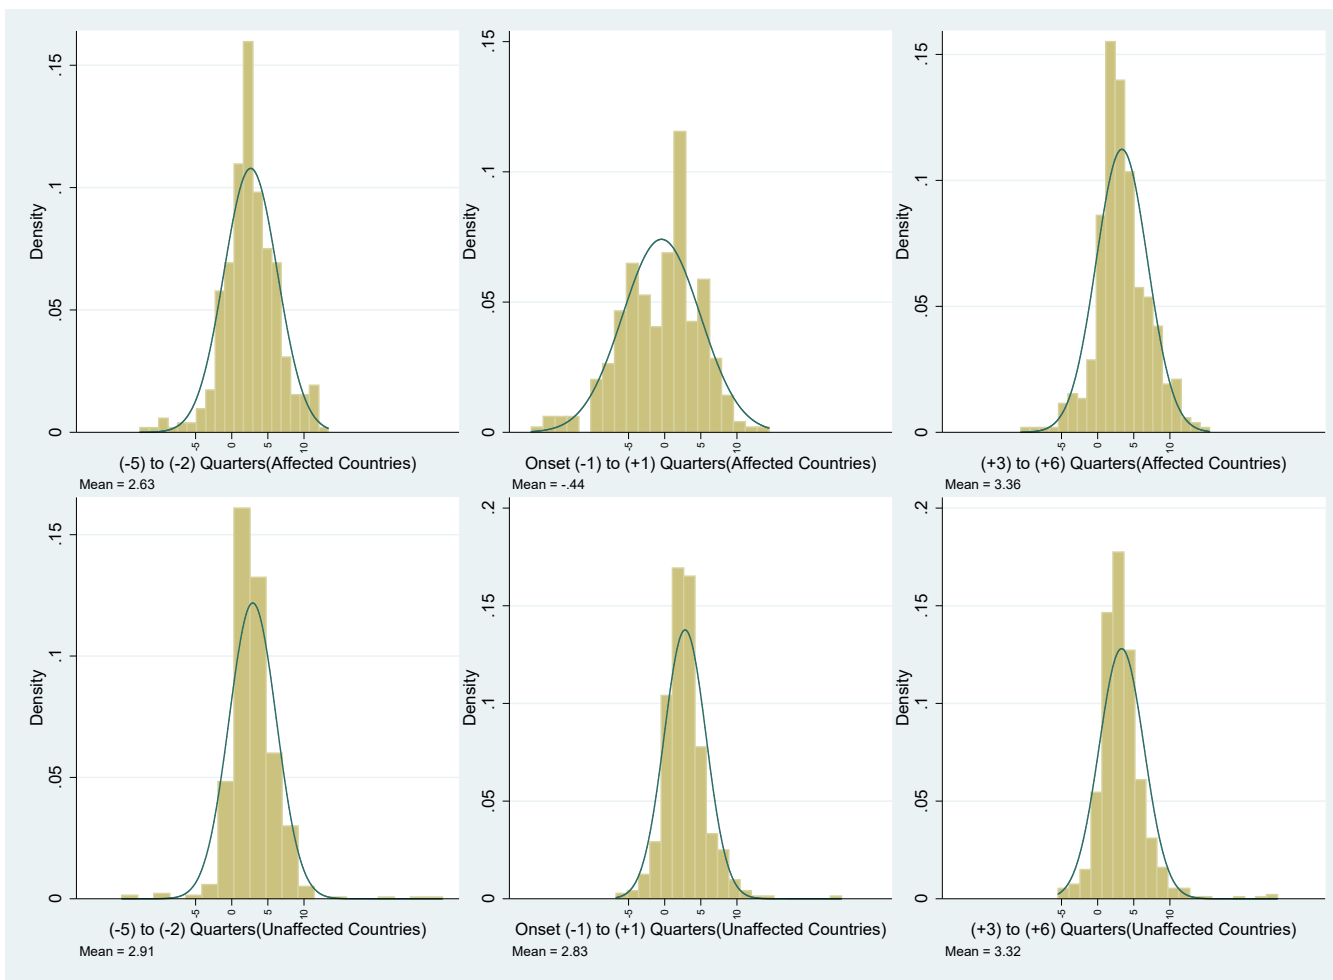 .15
.1
.05
0
Density
-5 0 5 10
(-5) to (-2) Quarters(Affected Countries)
Mean = 2.63
.15
.1
.05
0
Density
-5 0 5 10
Onset (-1) to (+1) Quarters(Affected Countries)
Mean = -.44
.15
.1
.05
0
Density
-5 0 5 10
(+3) to (+6) Quarters(Affected Countries)
Mean = 3.36
.15
.1
.05
0
Density
-5 0 5 10
(-5) to (-2) Quarters(Unaffected Countries)
Mean = 2.91
.2
.15
.1
.05
0
Density
-5 0 5 10
Onset (-1) to (+1) Quarters(Unaffected Countries)
Mean = 2.83
.2
.15
.1
.05
0
Density
-5 0 5 10
(+3) to (+6) Quarters(Unaffected Countries)
Mean = 3.32